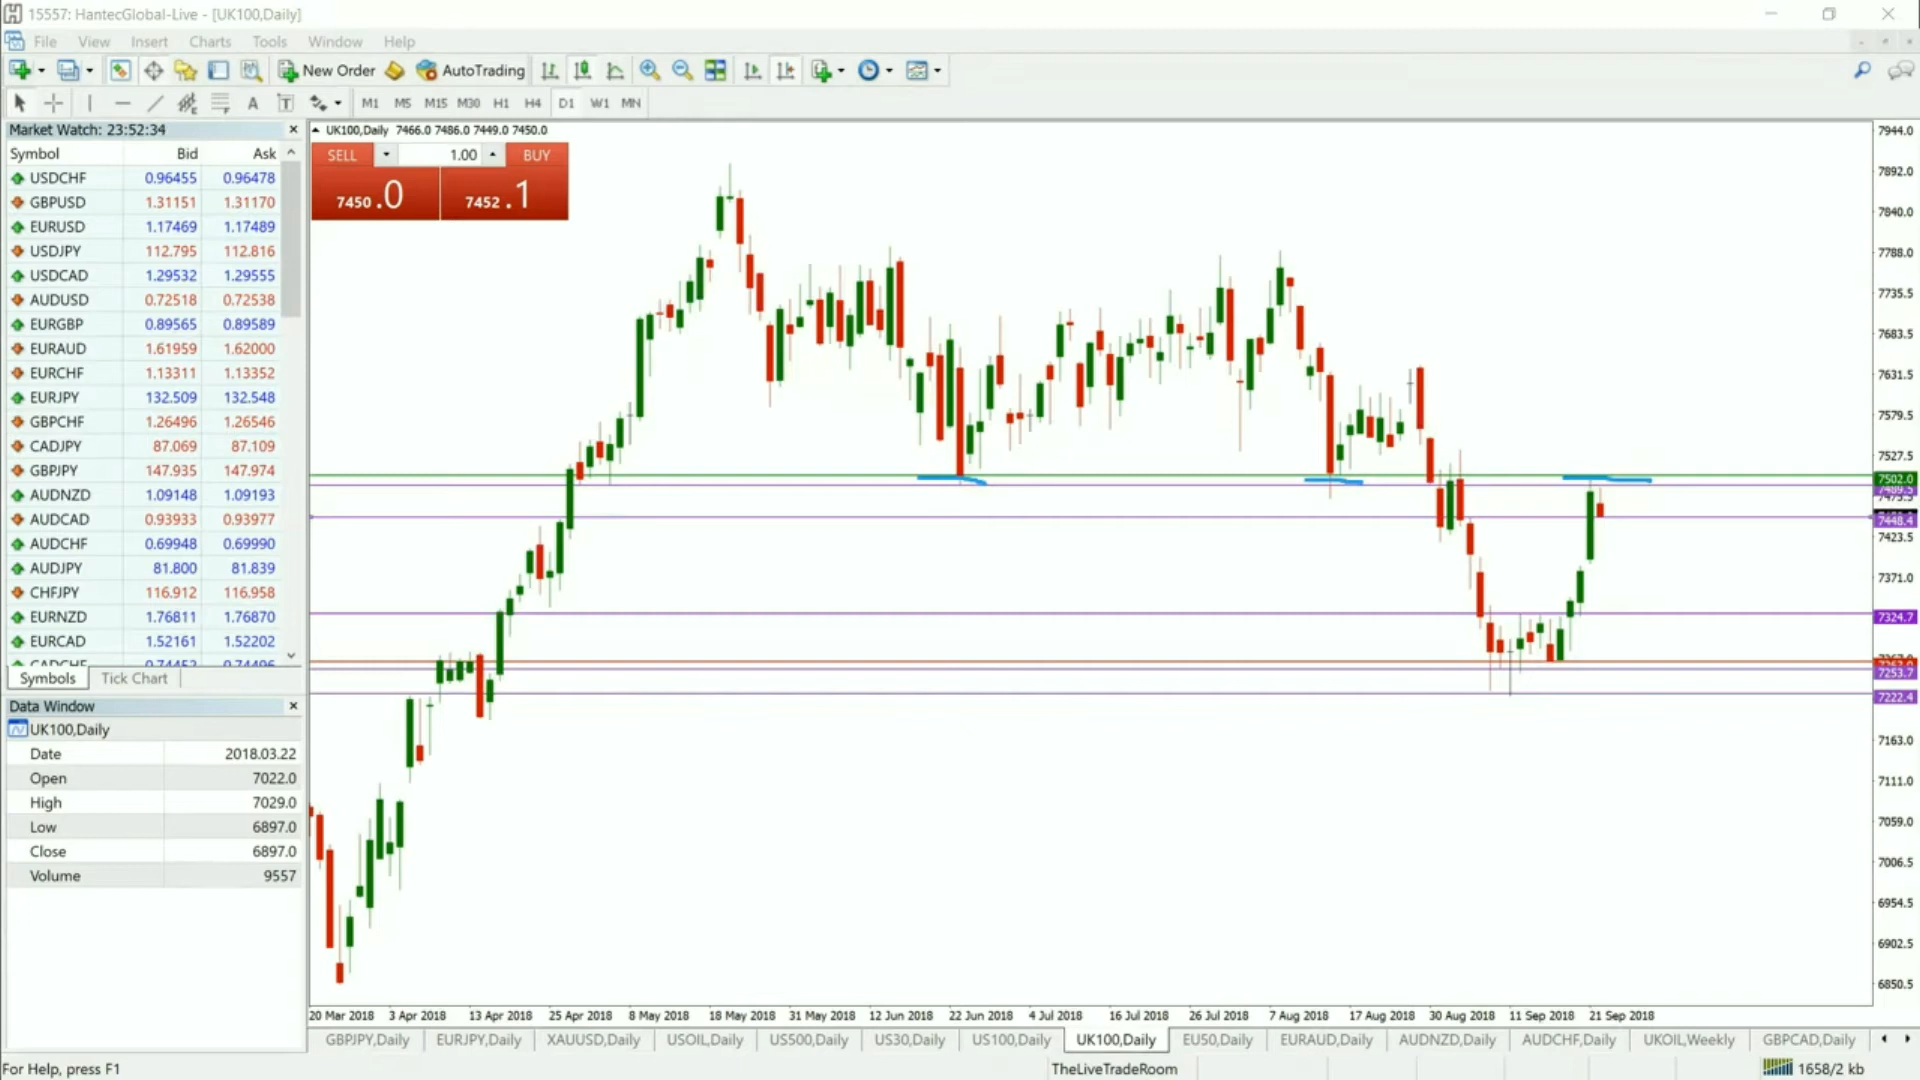 15557: HantecGlobal-Live - [UK100,Daily]
File View Insert Charts Tools Window Help
New Order AutoTrading
A T M1 M5 M15 M30 H1 H4 D1 W1 MN
Market Watch: 23:52:34
Symbol Bid Ask
USDCHF 0.96455 0.96478
GBPUSD 1.31151 1.31170
EURUSD 1.17469 1.17489
USDJPY 112.795 112.816
USDCAD 1.29532 1.29555
AUDUSD 0.72518 0.72538
EURGBP 0.89565 0.89589
EURAUD 1.61959 1.62000
EURCHF 1.13311 1.13352
EURJPY 132.509 132.548
GBPCHF 1.26496 1.26546
CADJPY 87.069 87.109
GBPJPY 147.935 147.974
AUDNZD 1.09148 1.09193
AUDCAD 0.93933 0.93977
AUDCHF 0.69948 0.69990
AUDJPY 81.800 81.839
CHFJPY 116.912 116.958
EURNZD 1.76811 1.76870
EURCAD 1.52161 1.52202
CADCHF 0.74452 0.74496
Symbols Tick Chart
Data Window
UK100,Daily
Date 2018.03.22
Open 7022.0
High 7029.0
Low 6897.0
Close 6897.0
Volume 9557
UK100,Daily 7466.0 7486.0 7449.0 7450.0
SELL 1.00 BUY
7450.0 7452.1
7944.0
7892.0
7840.0
7788.0
7735.5
7683.5
7631.5
7579.5
7527.5
7502.0
7489.5
7448.4
7423.5
7371.0
7324.7
7253.7
7222.4
7163.0
7111.0
7059.0
7006.5
6954.5
6902.5
6850.5
20 Mar 2018 3 Apr 2018 13 Apr 2018 25 Apr 2018 8 May 2018 18 May 2018 31 May 2018 12 Jun 2018 22 Jun 2018 4 Jul 2018 16 Jul 2018 26 Jul 2018 7 Aug 2018 17 Aug 2018 30 Aug 2018 11 Sep 2018 21 Sep 2018
GBPJPY,Daily EURJPY,Daily XAUUSD,Daily USOIL,Daily US500,Daily US30,Daily US100,Daily UK100,Daily EU50,Daily EURAUD,Daily AUDNZD,Daily AUDCHF,Daily UKOIL,Weekly GBPCAD,Daily
For Help, press F1
TheLiveTradeRoom
1658/2 kb